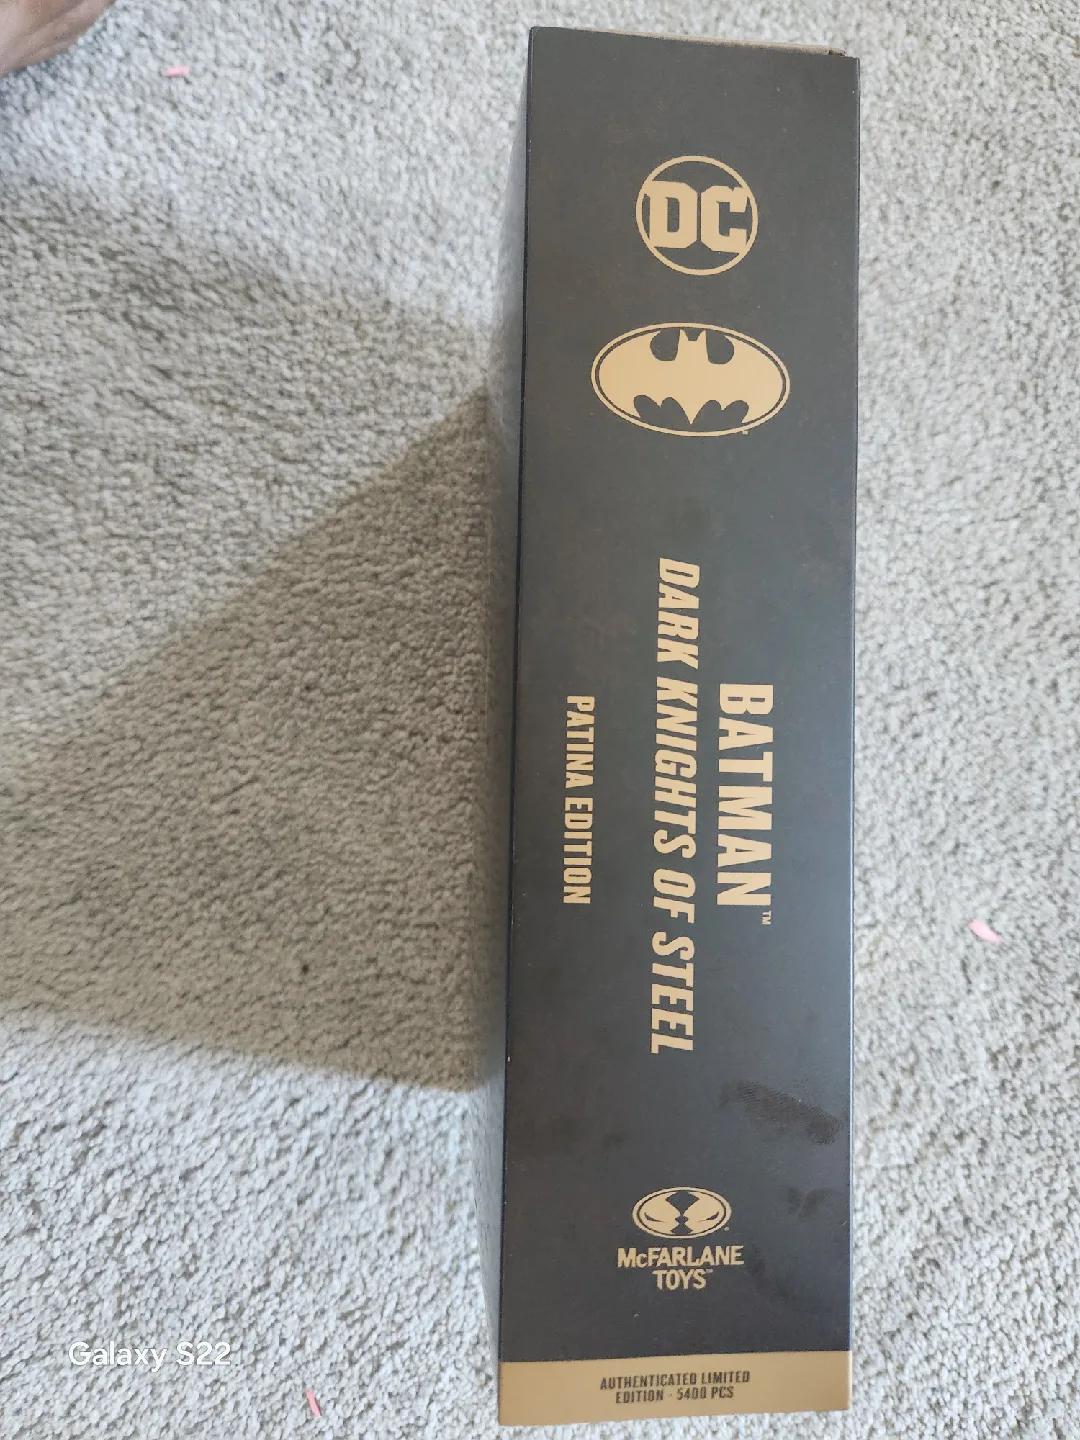 DC
BATMAN™
DARK KNIGHTS OF STEEL
PATINA EDITION
McFARLANE
TOYS™
AUTHENTICATED LIMITED
EDITION - 5400 PCS
Galaxy S22